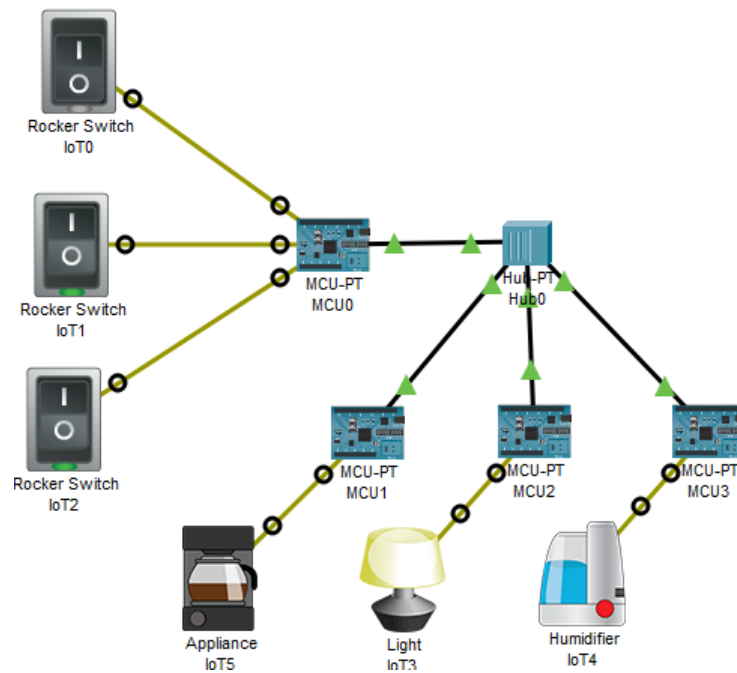 Rocker Switch
IoT0
Rocker Switch
IoT1
Rocker Switch
IoT2
MCU-PT
MCU0
Hub-PT
Hub0
MCU-PT
MCU1
MCU-PT
MCU2
MCU-PT
MCU3
Appliance
IoT5
Light
IoT3
Humidifier
IoT4